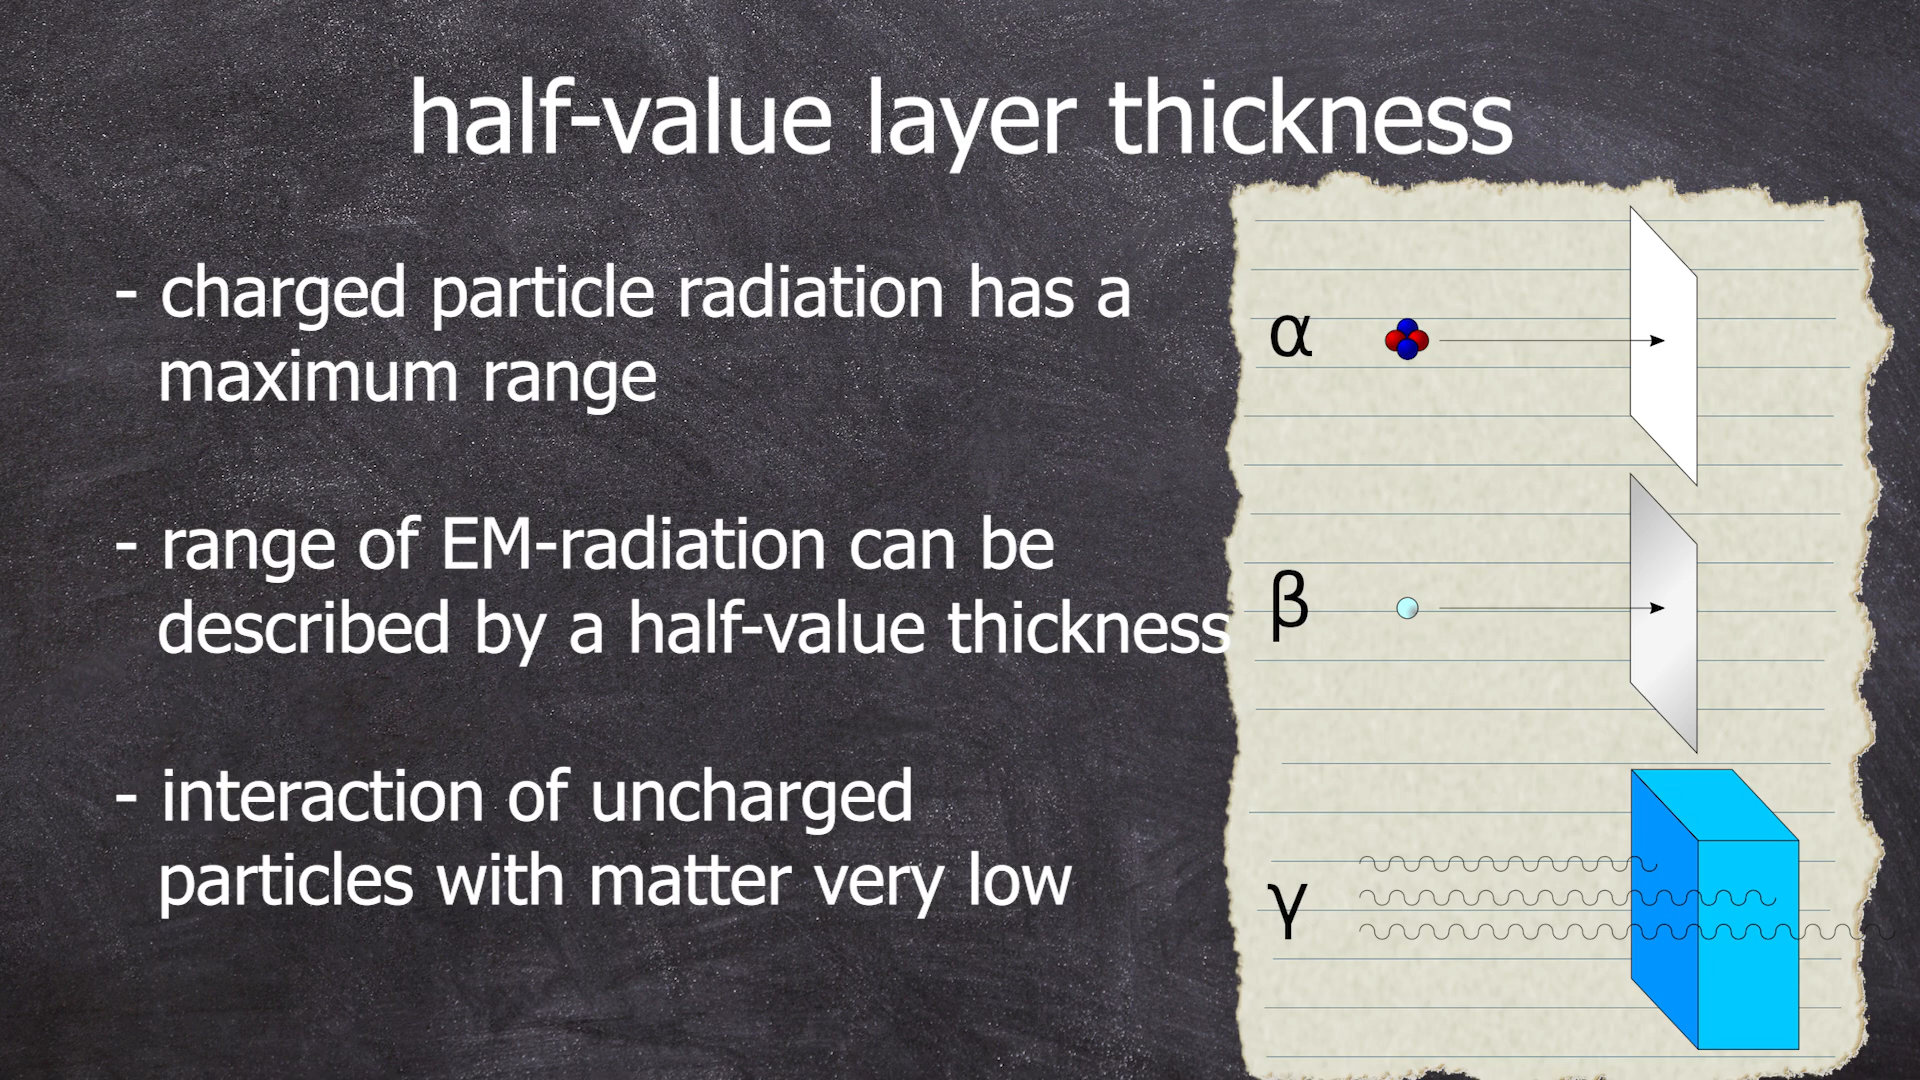 half-value layer thickness
- charged particle radiation has a
maximum range
- range of EM-radiation can be
described by a half-value thickness
- interaction of uncharged
particles with matter very low
α
β
γ